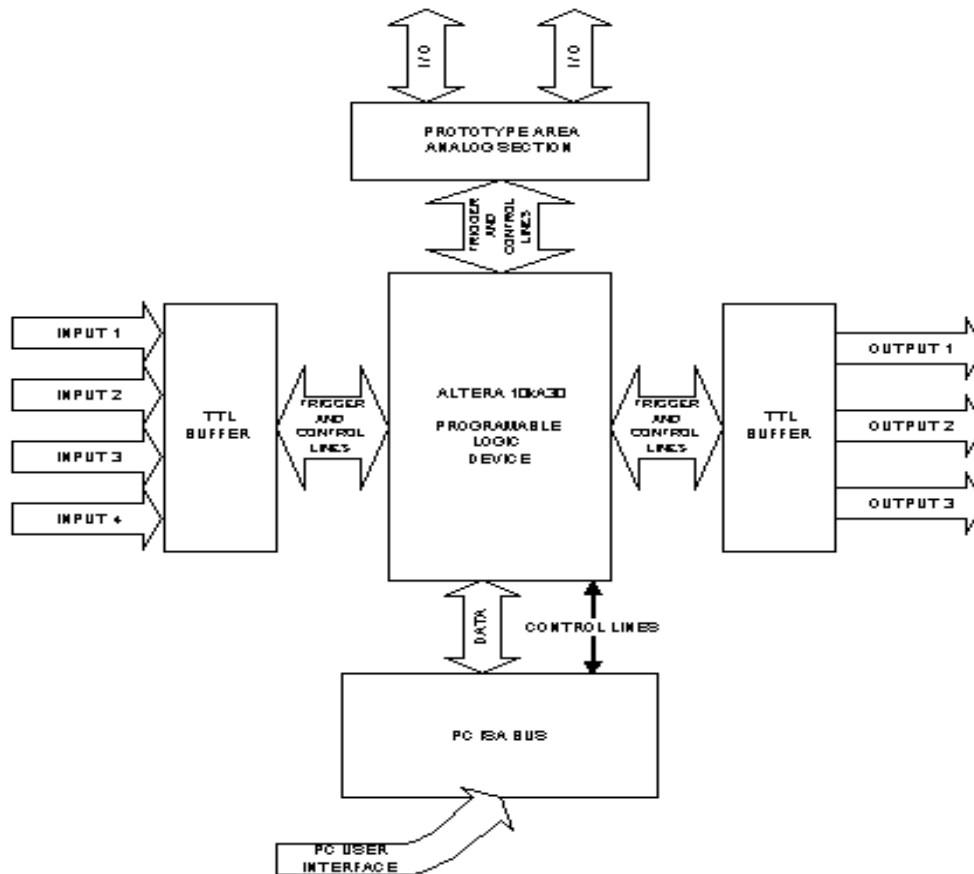 I/O
I/O
PROTOTYPE AREA
ANALOG SECTION
TRIGGER
AND
CONTROL
LINES
INPUT 1
INPUT 2
INPUT 3
INPUT 4
TTL
BUFFER
TRIGGER
AND
CONTROL
LINES
ALTERA 10KA30
PROGRAMABLE
LOGIC
DEVICE
TRIGGER
AND
CONTROL
LINES
TTL
BUFFER
OUTPUT 1
OUTPUT 2
OUTPUT 3
DATA
CONTROL LINES
PC ISA BUS
PC USER
INTERFACE